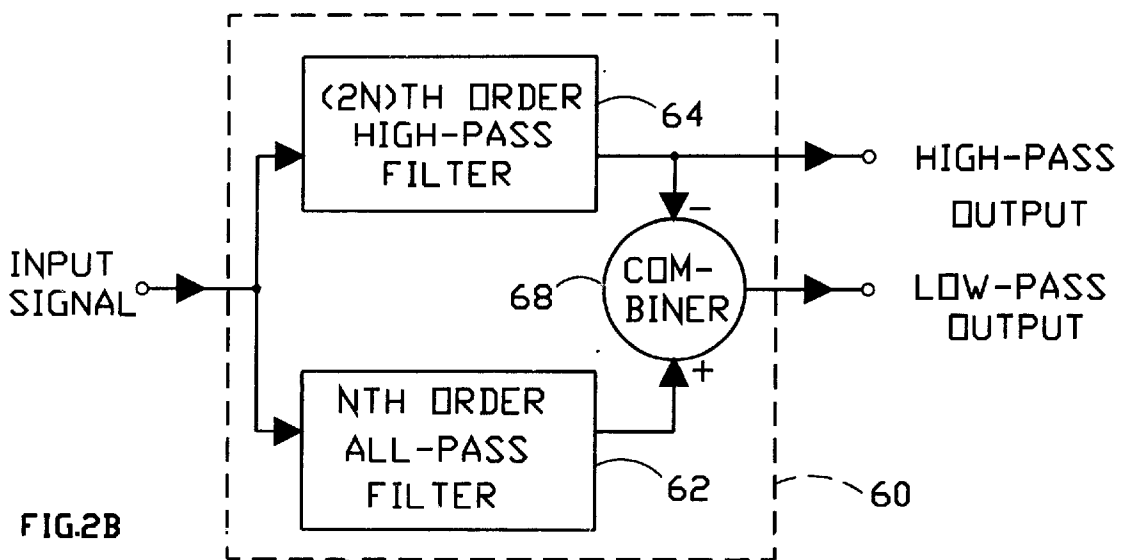 (2N)TH ORDER
HIGH-PASS
FILTER
64
HIGH-PASS
OUTPUT
-
INPUT
SIGNAL
68
COM-
BINER
LOW-PASS
OUTPUT
+
NTH ORDER
ALL-PASS
FILTER
62
60
FIG.2B